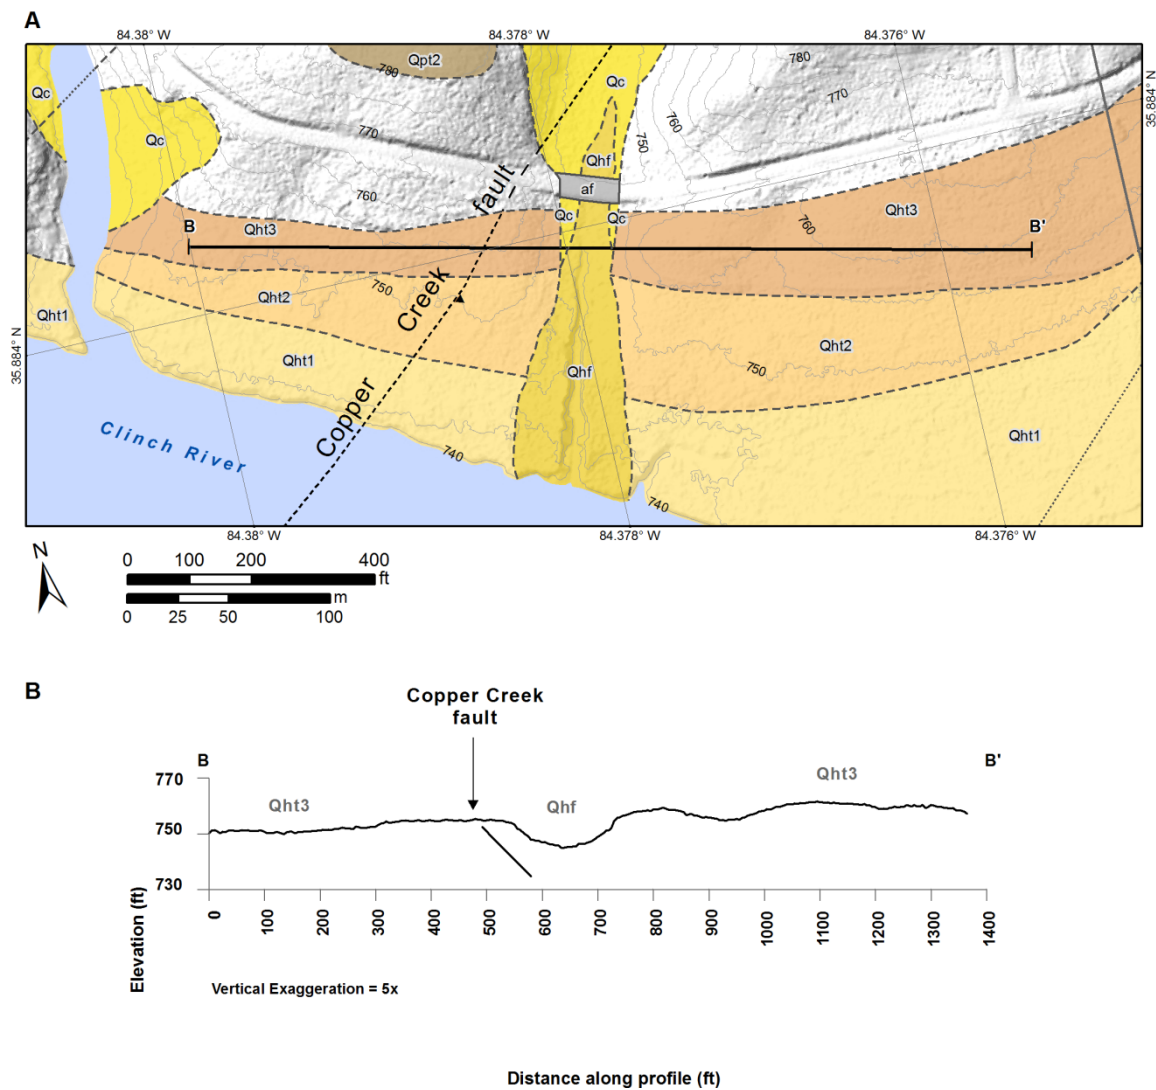 A
84.38° W
84.378° W
84.376° W
Qpt2
780
Qc
780
770
35.884° N
Qc
Qc
770
760
750
760
Qhf
fault
af
760
Qc
Qc
Qht3
B
Qht3
760
B'
Creek
750
Qht2
Qht1
35.884° N
Qht1
Qhf
750
Qht2
Copper
Qht1
Clinch River
740
740
84.38° W
84.378° W
84.376° W
N
0 100 200 400
ft
m
0 25 50 100
B
Copper Creek
fault
B
B'
770
Qht3
Qhf
Qht3
750
730
Elevation (ft)
0 100 200 300 400 500 600 700 800 900 1000 1100 1200 1300 1400
Vertical Exaggeration = 5x
Distance along profile (ft)